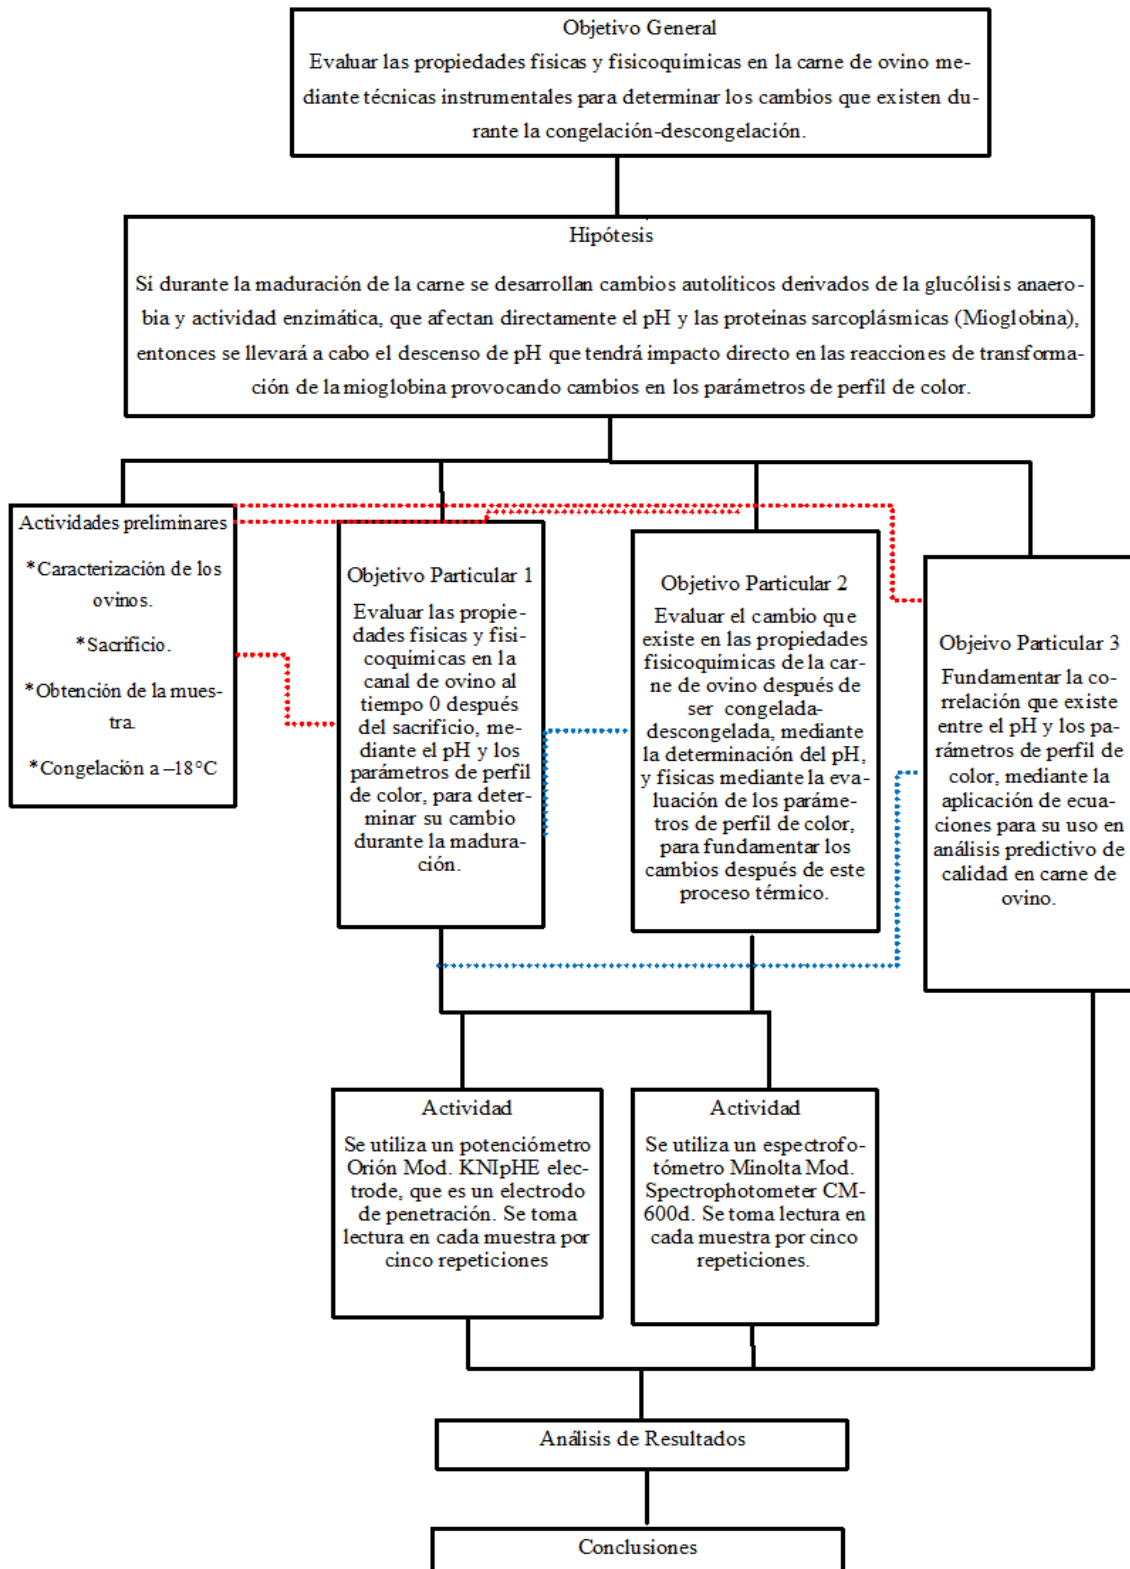 Objetivo General
Evaluar las propiedades físicas y fisicoquímicas en la carne de ovino me-
diante técnicas instrumentales para determinar los cambios que existen du-
rante la congelación-descongelación.
Hipótesis
Sí durante la maduración de la carne se desarrollan cambios autolíticos derivados de la glucólisis anaero-
bia y actividad enzimática, que afectan directamente el pH y las proteínas sarcoplásmicas (Mioglobina),
entonces se llevará a cabo el descenso de pH que tendrá impacto directo en las reacciones de transforma-
ción de la mioglobina provocando cambios en los parámetros de perfil de color.
Actividades preliminares
*Caracterización de los
ovinos.
*Sacrificio.
*Obtención de la mues-
tra.
*Congelación a –18°C
Objetivo Particular 1
Evaluar las propie-
dades físicas y fisi-
coquímicas en la
canal de ovino al
tiempo 0 después
del sacrificio, me-
diante el pH y los
parámetros de perfil
de color, para deter-
minar su cambio
durante la madura-
ción.
Objetivo Particular 2
Evaluar el cambio que
existe en las propiedades
fisicoquímicas de la car-
ne de ovino después de
ser congelada-
descongelada, mediante
la determinación del pH,
y físicas mediante la eva-
luación de los paráme-
tros de perfil de color,
para fundamentar los
cambios después de este
proceso térmico.
Objeivo Particular 3
Fundamentar la co-
rrelación que existe
entre el pH y los pa-
rámetros de perfil de
color, mediante la
aplicación de ecua-
ciones para su uso en
análisis predictivo de
calidad en carne de
ovino.
Actividad
Se utiliza un potenciómetro
Orión Mod. KNIpHE elec-
trode, que es un electrodo
de penetración. Se toma
lectura en cada muestra por
cinco repeticiones
Actividad
Se utiliza un espectrofo-
tómetro Minolta Mod.
Spectrophotometer CM-
600d. Se toma lectura en
cada muestra por cinco
repeticiones.
Análisis de Resultados
Conclusiones